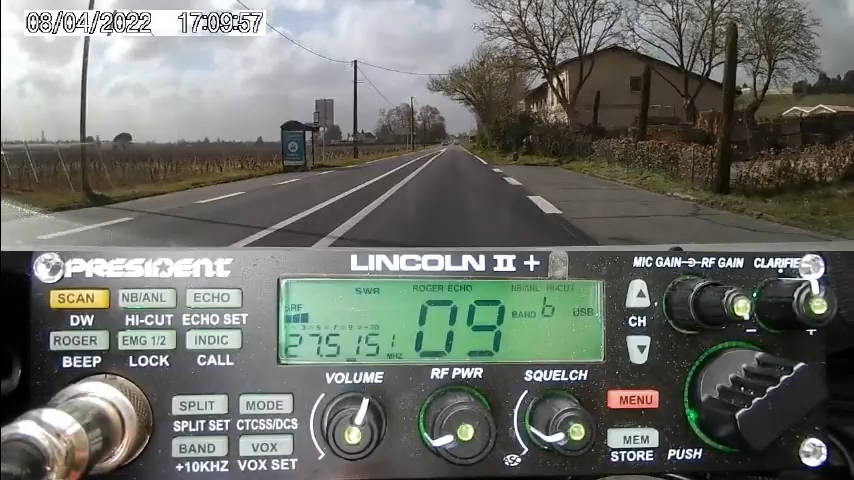 08/04/2022 17:09:57
PRESIDENT LINCOLN II + MIC GAIN RF GAIN CLARIFIE
SCAN NB/ANL ECHO SWR ROGER ECHO NB/ANL HI-CUT
DW HI-CUT ECHO SET RF 09 BAND b USB CH
ROGER EMG 1/2 INDIC 27.515 MHZ
BEEP LOCK CALL
VOLUME RF PWR SQUELCH
SPLIT MODE MENU
SPLIT SET CTCSS/DCS
BAND VOX MEM
+10KHZ VOX SET STORE PUSH